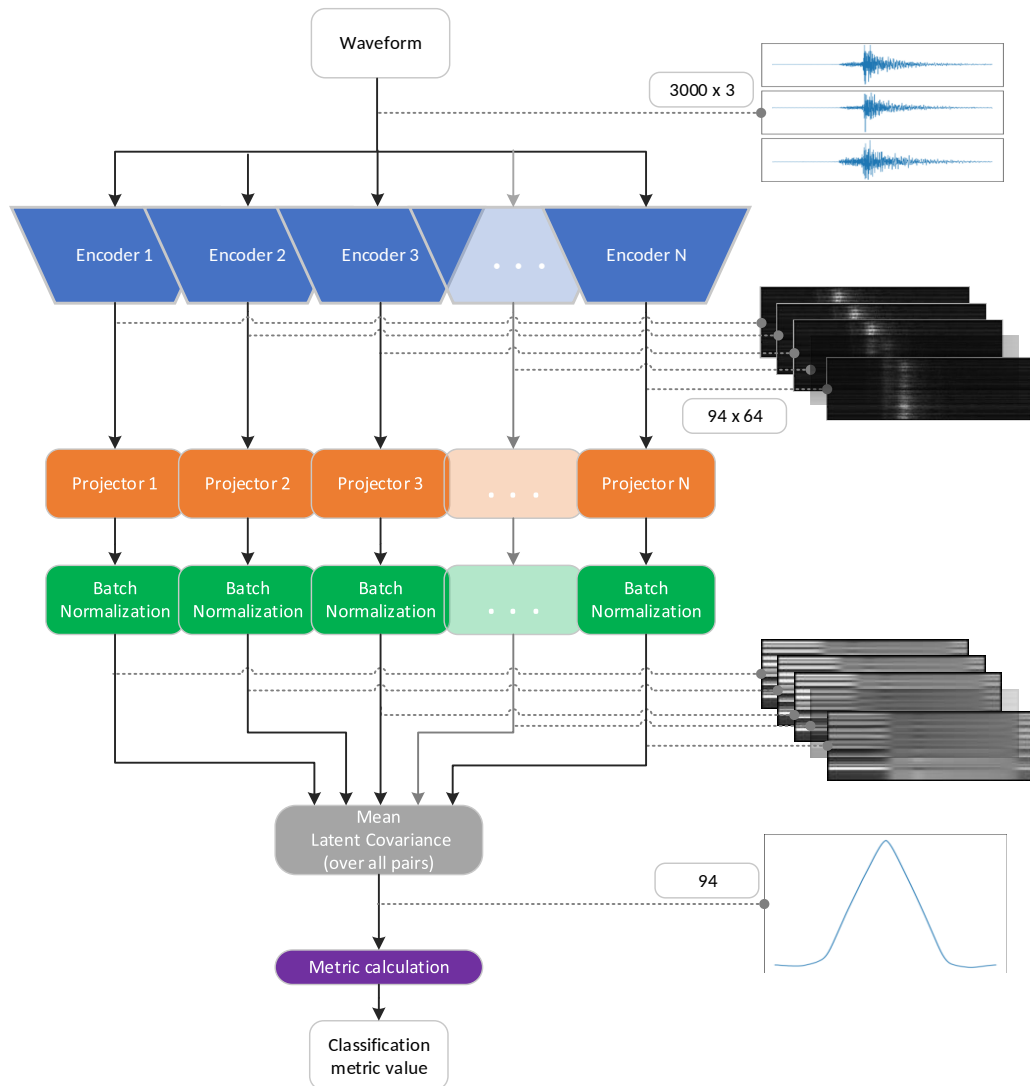 Waveform
3000 x 3
Encoder 1
Encoder 2
Encoder 3
. . .
Encoder N
94 x 64
Projector 1
Projector 2
Projector 3
. . .
Projector N
Batch
Normalization
Batch
Normalization
Batch
Normalization
. . .
Batch
Normalization
Mean
Latent Covariance
(over all pairs)
94
Metric calculation
Classification
metric value